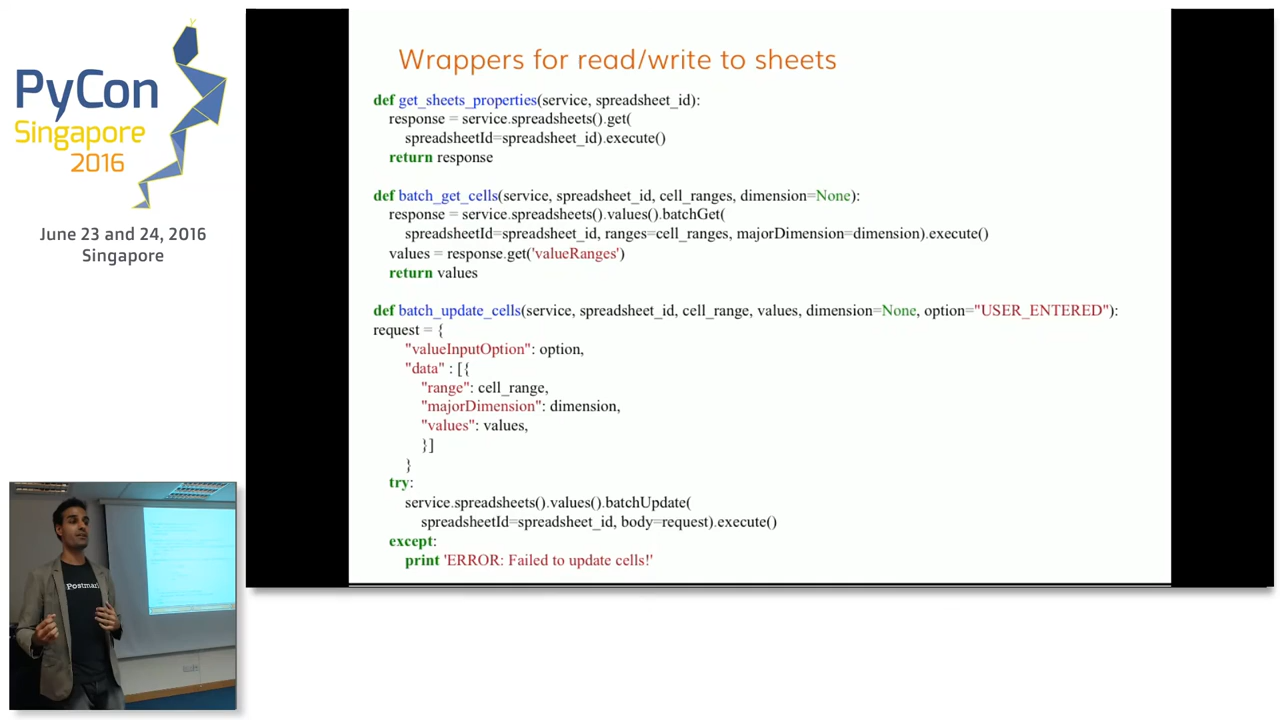 PyCon
Singapore
2016
June 23 and 24, 2016
Singapore
Wrappers for read/write to sheets
def get_sheets_properties(service, spreadsheet_id):
response = service.spreadsheets().get(
spreadsheetId=spreadsheet_id).execute()
return response
def batch_get_cells(service, spreadsheet_id, cell_ranges, dimension=None):
response = service.spreadsheets().values().batchGet(
spreadsheetId=spreadsheet_id, ranges=cell_ranges, majorDimension=dimension).execute()
values = response.get('valueRanges')
return values
def batch_update_cells(service, spreadsheet_id, cell_range, values, dimension=None, option="USER_ENTERED"):
request = {
"valueInputOption": option,
"data" : [{
"range": cell_range,
"majorDimension": dimension,
"values": values,
}]
}
try:
service.spreadsheets().values().batchUpdate(
spreadsheetId=spreadsheet_id, body=request).execute()
except:
print 'ERROR: Failed to update cells!'